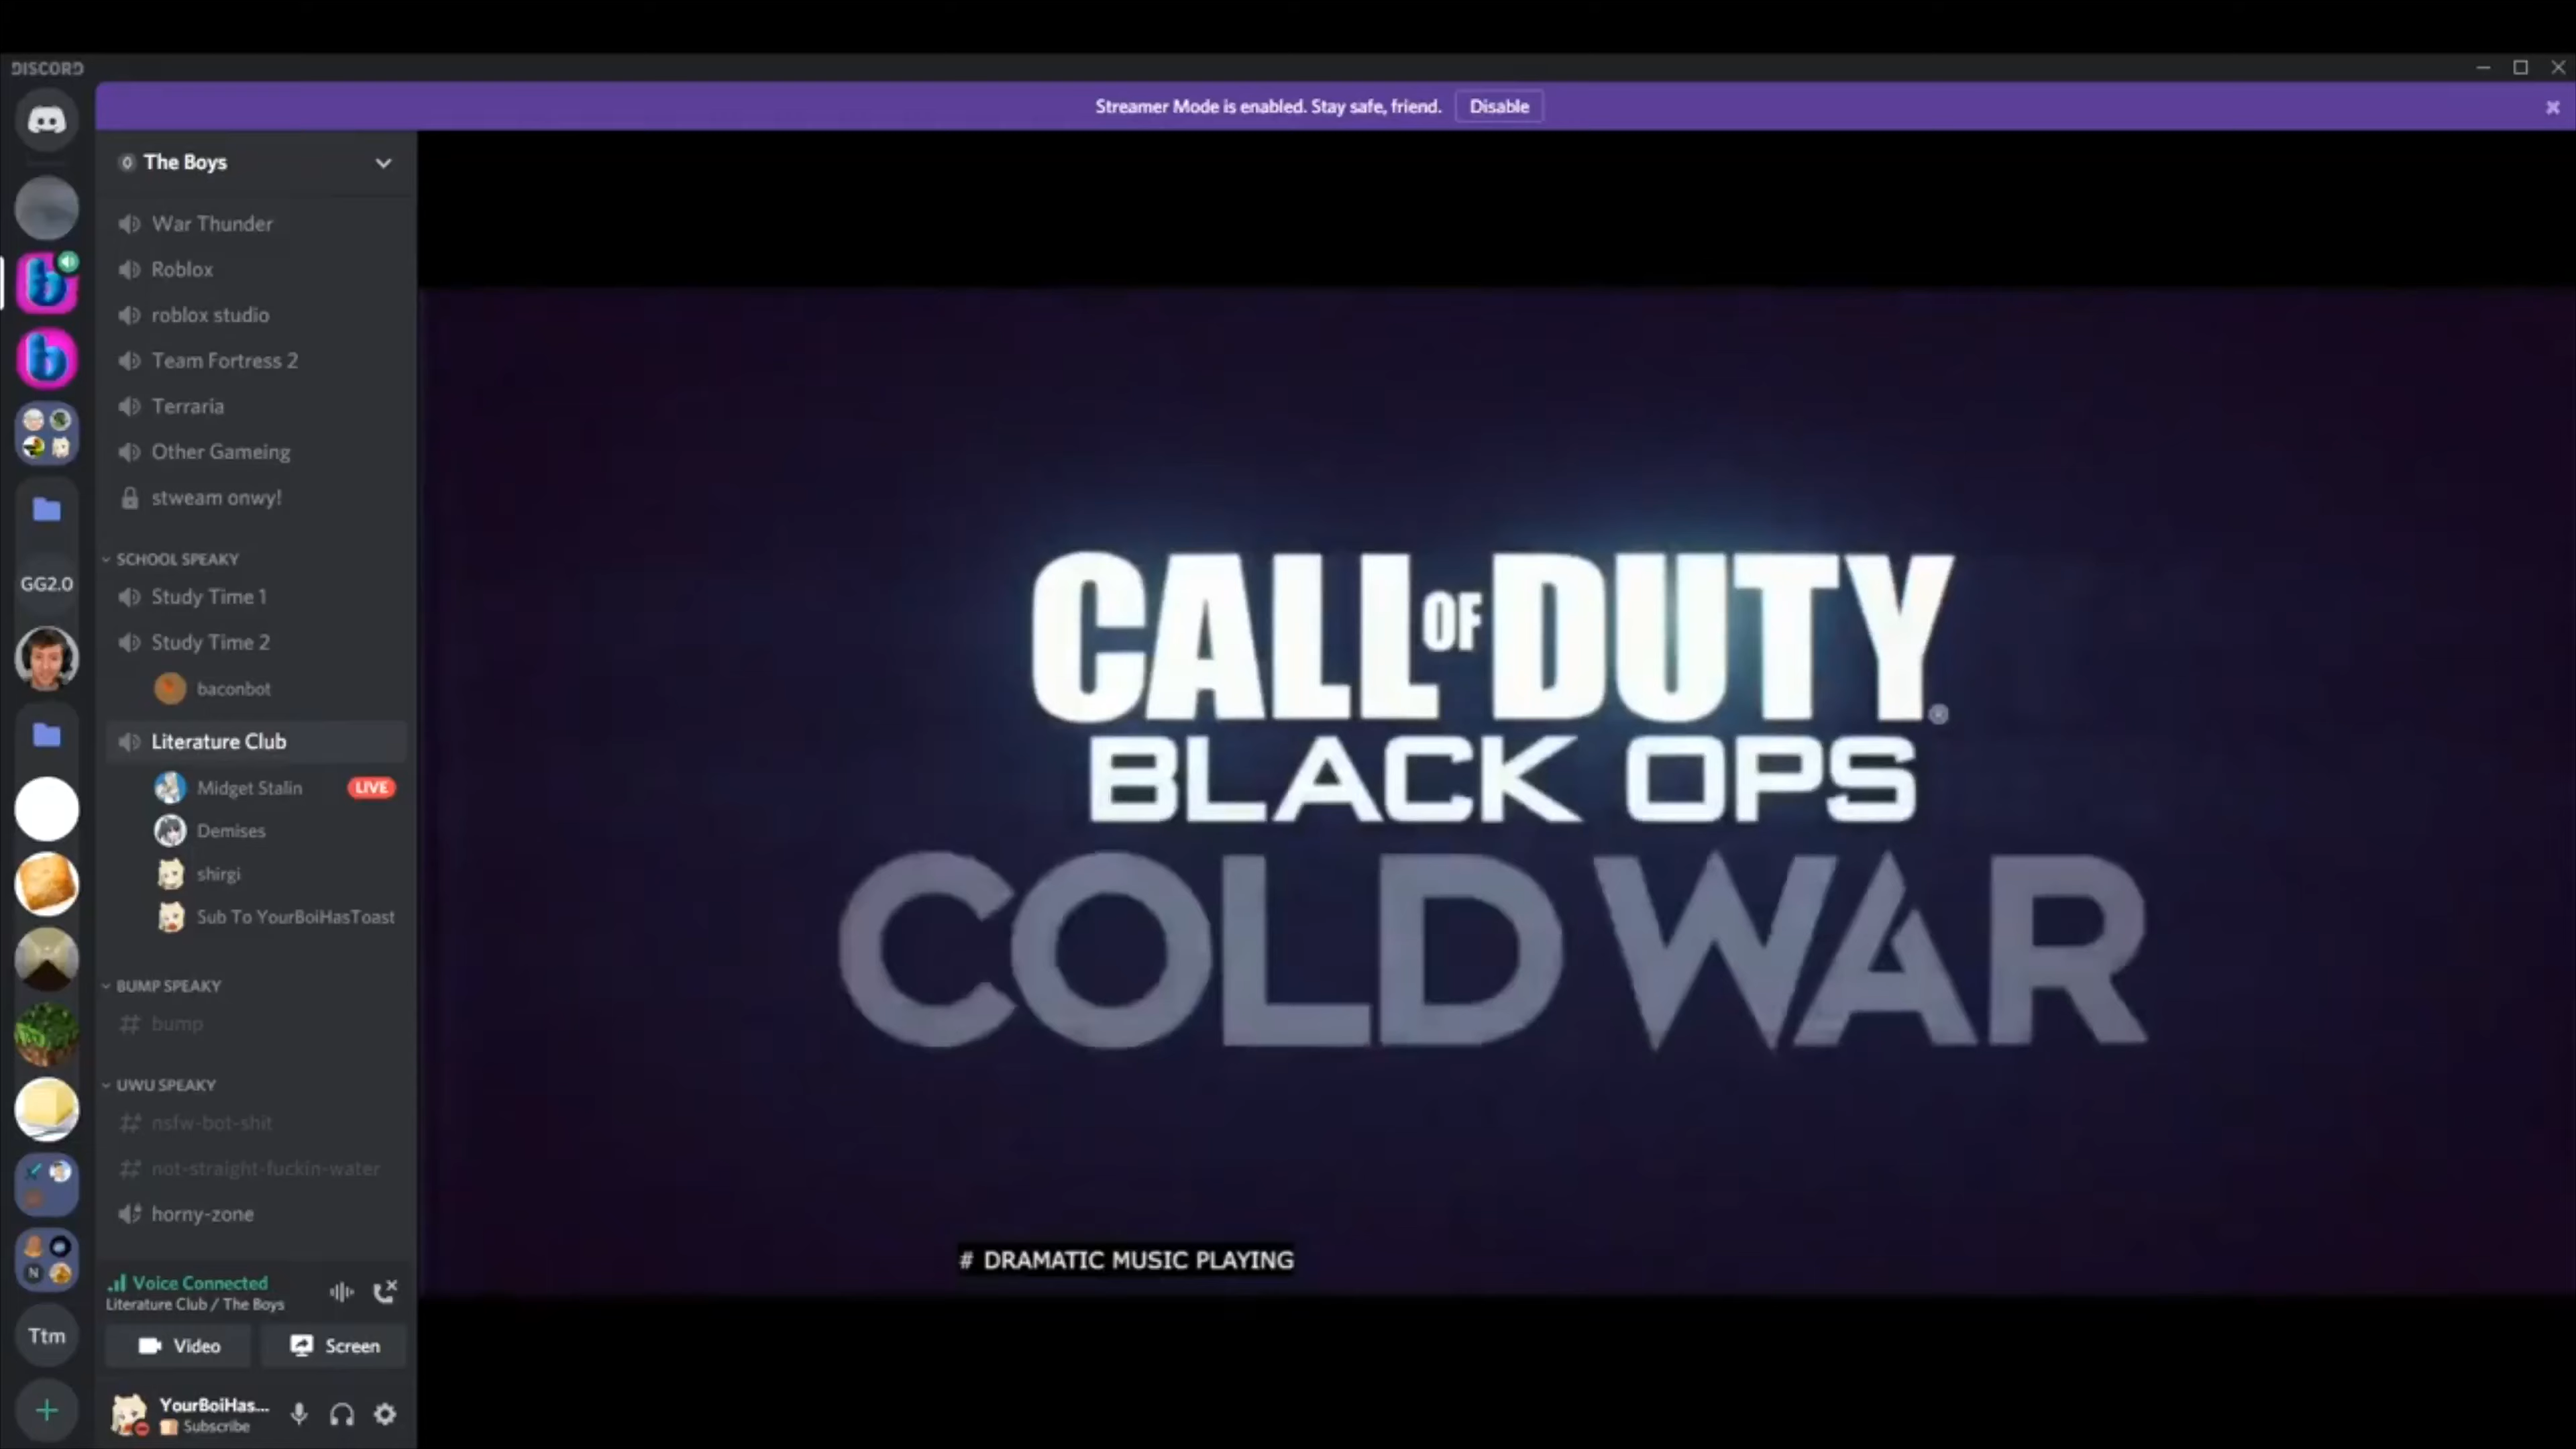 DISCORD
Streamer Mode is enabled. Stay safe, friend. Disable
The Boys
War Thunder
Roblox
roblox studio
Team Fortress 2
Terraria
Other Gameing
stweam onwy!
SCHOOL SPEAKY
GG2.0
Study Time 1
Study Time 2
baconbot
Literature Club
Midget Stalin LIVE
Demises
shirgi
Sub To YourBoiHasToast
BUMP SPEAKY
bump
UWU SPEAKY
nsfw-bot-shit
not-straight-fuckin-water
horny-zone
N
Voice Connected
Literature Club / The Boys
Ttm
Video Screen
YourBoiHas...
Subscribe
CALL OF DUTY
BLACK OPS
COLD WAR
# DRAMATIC MUSIC PLAYING